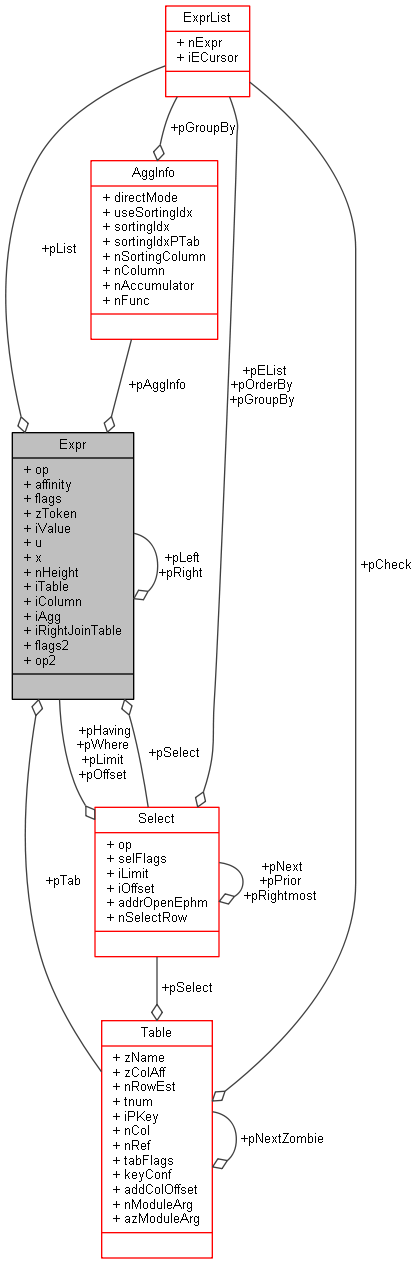 ExprList
+ nExpr
+ iECursor
+pGroupBy
AggInfo
+ directMode
+ useSortingIdx
+ sortingIdx
+ sortingIdxPTab
+ nSortingColumn
+ nColumn
+ nAccumulator
+ nFunc
+pList
+pAggInfo
+pEList
+pOrderBy
+pGroupBy
Expr
+ op
+ affinity
+ flags
+ zToken
+ iValue
+ u
+ x
+ nHeight
+ iTable
+ iColumn
+ iAgg
+ iRightJoinTable
+ flags2
+ op2
+pLeft
+pRight
+pCheck
+pHaving
+pWhere
+pLimit
+pOffset
+pSelect
Select
+ op
+ selFlags
+ iLimit
+ iOffset
+ addrOpenEphm
+ nSelectRow
+pNext
+pPrior
+pRightmost
+pTab
+pSelect
Table
+ zName
+ zColAff
+ nRowEst
+ tnum
+ iPKey
+ nCol
+ nRef
+ tabFlags
+ keyConf
+ addColOffset
+ nModuleArg
+ azModuleArg
+pNextZombie